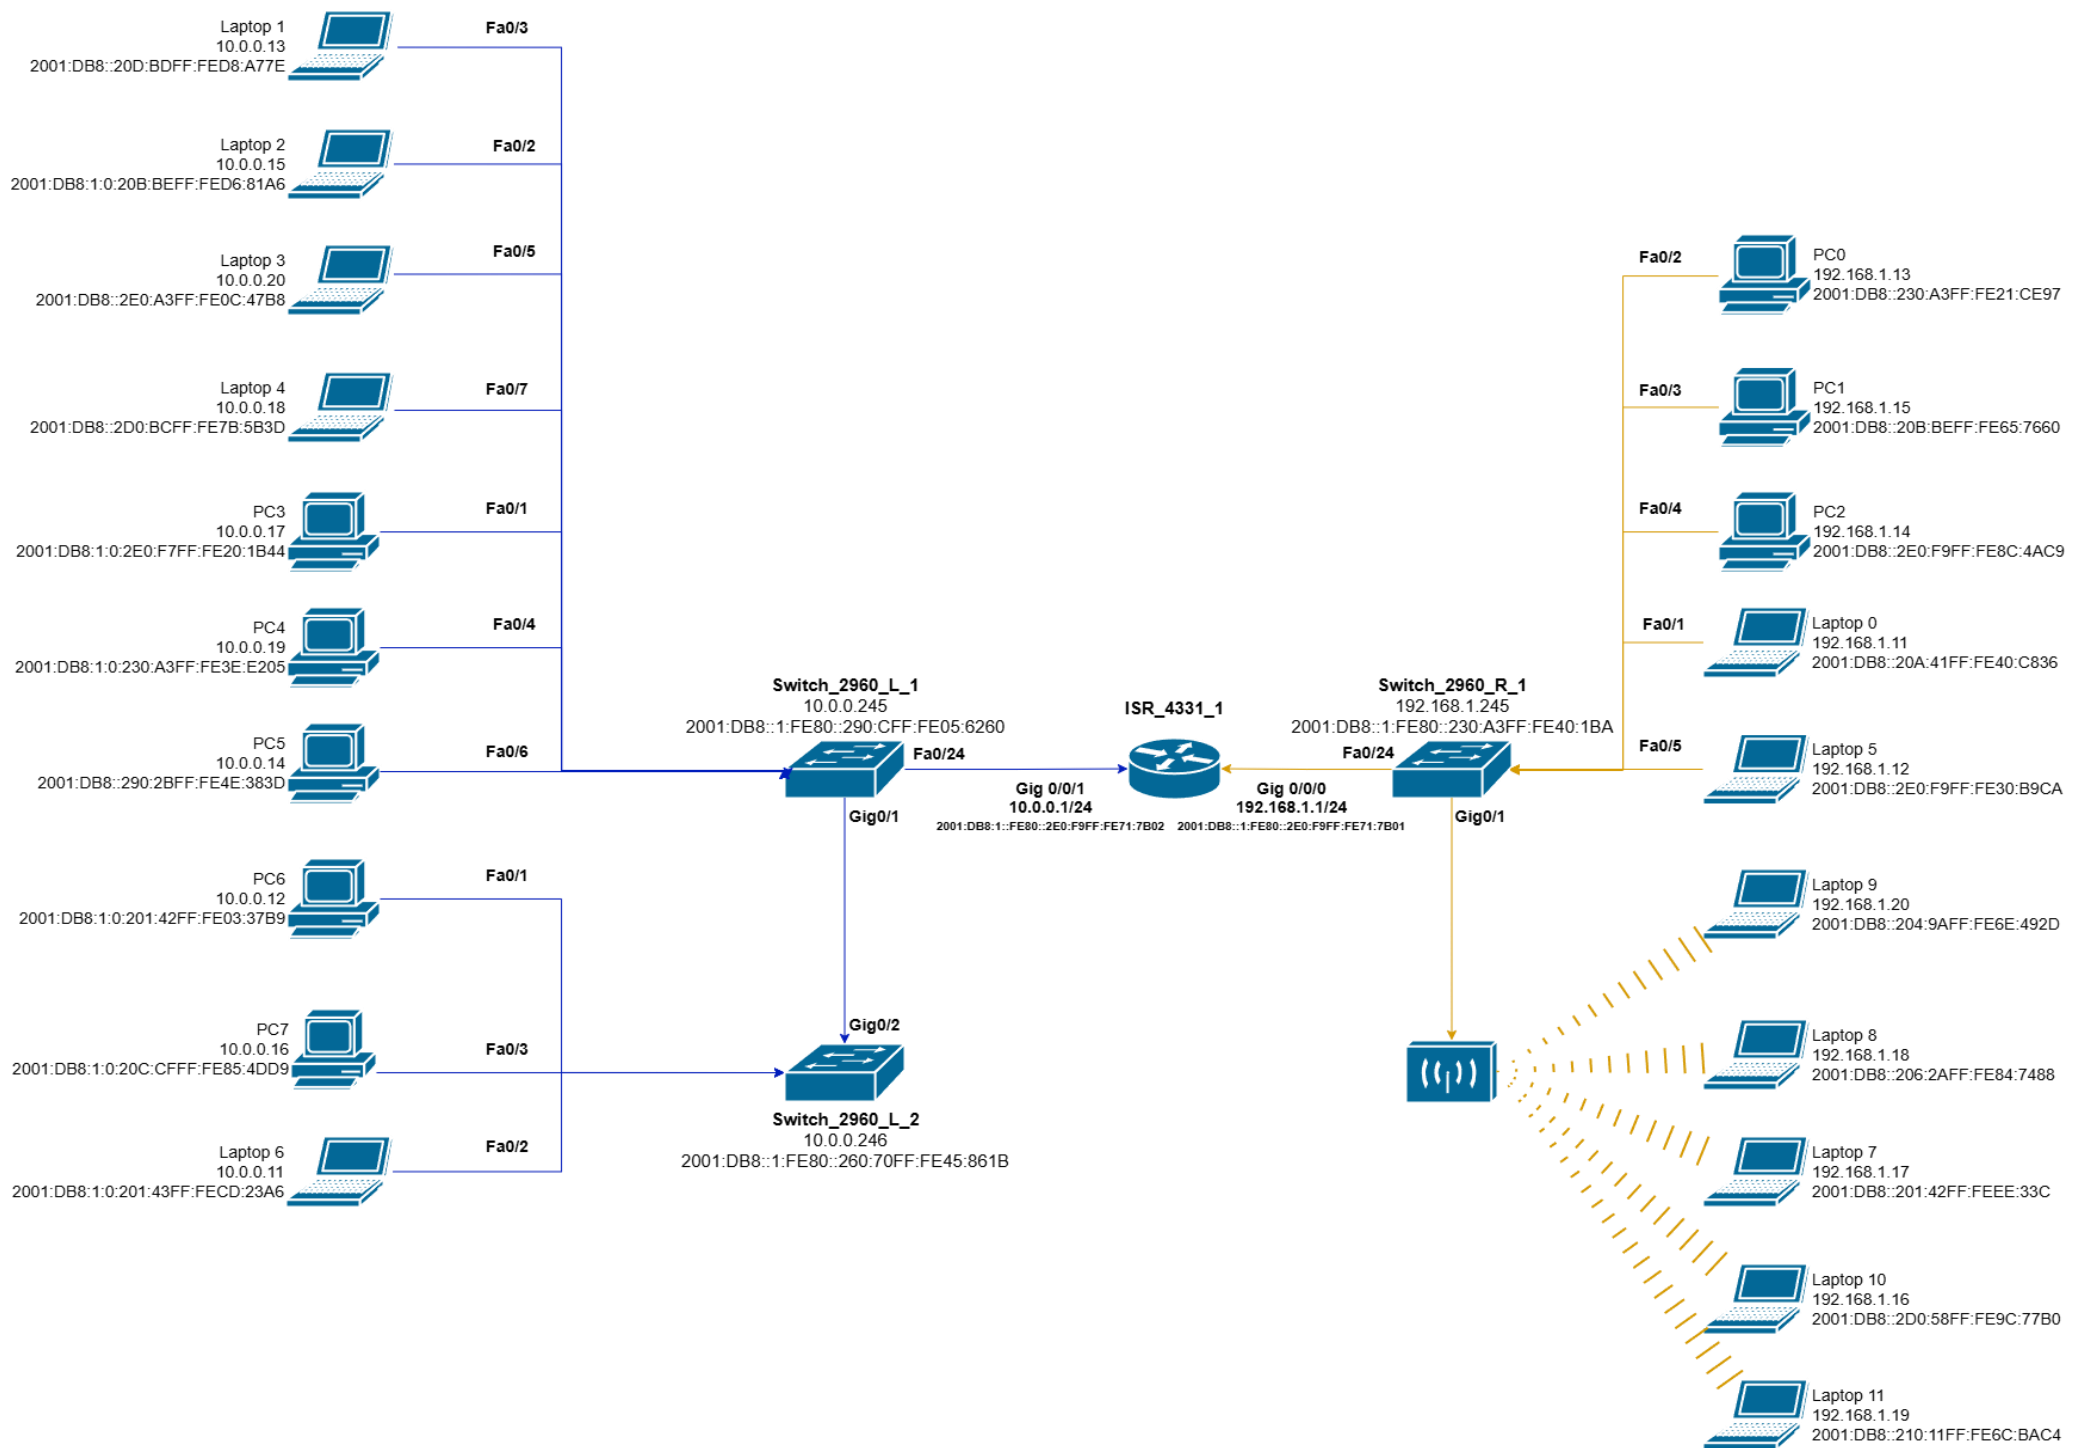 Laptop 1
10.0.0.13
2001:DB8::20D:BDFF:FED8:A77E
Fa0/3
Laptop 2
10.0.0.15
2001:DB8:1:0:20B:BEFF:FED6:81A6
Fa0/2
Laptop 3
10.0.0.20
2001:DB8::2E0:A3FF:FE0C:47B8
Fa0/5
Laptop 4
10.0.0.18
2001:DB8::2D0:BCFF:FE7B:5B3D
Fa0/7
PC3
10.0.0.17
2001:DB8:1:0:2E0:F7FF:FE20:1B44
Fa0/1
PC4
10.0.0.19
2001:DB8:1:0:230:A3FF:FE3E:E205
Fa0/4
PC5
10.0.0.14
2001:DB8::290:2BFF:FE4E:383D
Fa0/6
PC6
10.0.0.12
2001:DB8:1:0:201:42FF:FE03:37B9
Fa0/1
PC7
10.0.0.16
2001:DB8:1:0:20C:CFFF:FE85:4DD9
Fa0/3
Laptop 6
10.0.0.11
2001:DB8:1:0:201:43FF:FECD:23A6
Fa0/2
Switch_2960_L_1
10.0.0.245
2001:DB8::1:FE80::290:CFF:FE05:6260
Fa0/24
Gig0/1
Gig0/2
Switch_2960_L_2
10.0.0.246
2001:DB8::1:FE80::260:70FF:FE45:861B
ISR_4331_1
Gig 0/0/1
10.0.0.1/24
2001:DB8:1::FE80::2E0:F9FF:FE71:7B02
Gig 0/0/0
192.168.1.1/24
2001:DB8::1:FE80::2E0:F9FF:FE71:7B01
Switch_2960_R_1
192.168.1.245
2001:DB8::1:FE80::230:A3FF:FE40:1BA
Fa0/24
Gig0/1
Fa0/2
PC0
192.168.1.13
2001:DB8::230:A3FF:FE21:CE97
Fa0/3
PC1
192.168.1.15
2001:DB8::20B:BEFF:FE65:7660
Fa0/4
PC2
192.168.1.14
2001:DB8::2E0:F9FF:FE8C:4AC9
Fa0/1
Laptop 0
192.168.1.11
2001:DB8::20A:41FF:FE40:C836
Fa0/5
Laptop 5
192.168.1.12
2001:DB8::2E0:F9FF:FE30:B9CA
Laptop 9
192.168.1.20
2001:DB8::204:9AFF:FE6E:492D
Laptop 8
192.168.1.18
2001:DB8::206:2AFF:FE84:7488
Laptop 7
192.168.1.17
2001:DB8::201:42FF:FEEE:33C
Laptop 10
192.168.1.16
2001:DB8::2D0:58FF:FE9C:77B0
Laptop 11
192.168.1.19
2001:DB8::210:11FF:FE6C:BAC4